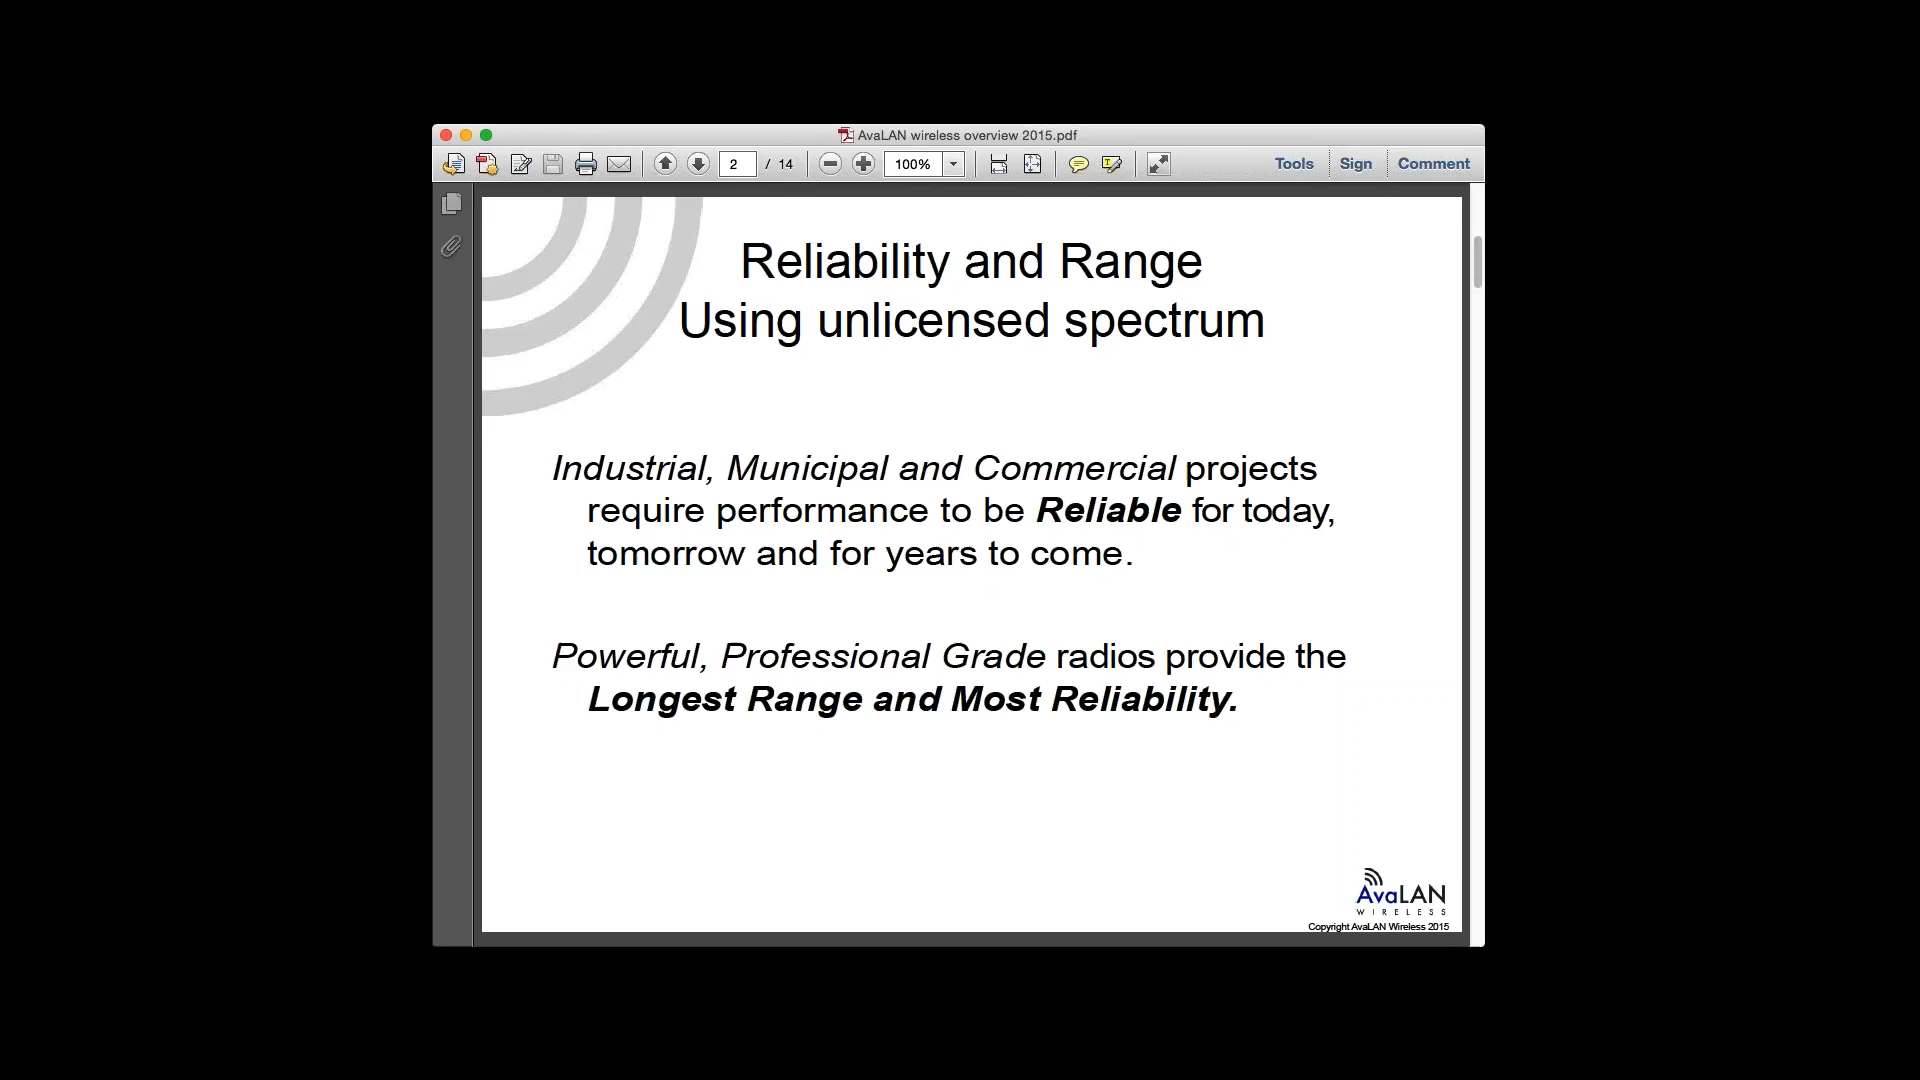 AvaLAN wireless overview 2015.pdf
2 / 14 100% Tools Sign Comment
Reliability and Range
Using unlicensed spectrum
Industrial, Municipal and Commercial projects
require performance to be Reliable for today,
tomorrow and for years to come.
Powerful, Professional Grade radios provide the
Longest Range and Most Reliability.
AvaLAN
WIRELESS
Copyright AvaLAN Wireless 2015